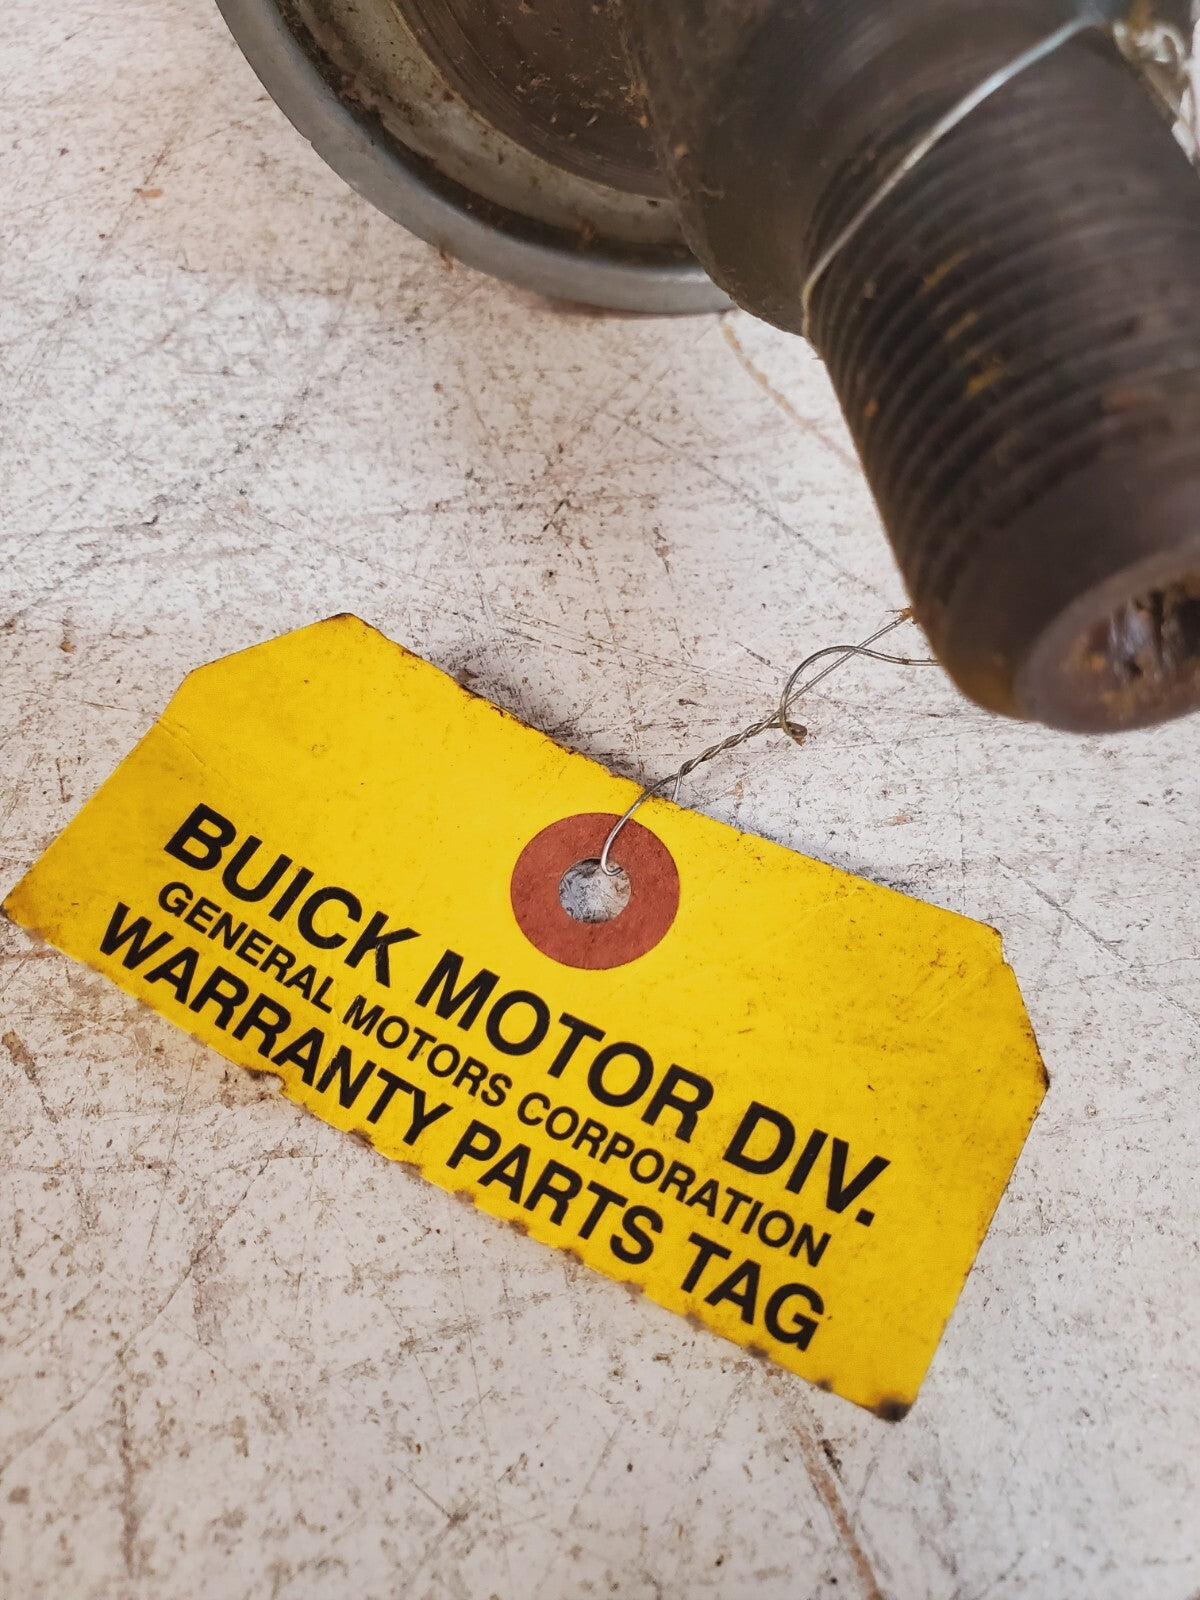 BUICK MOTOR DIV.
GENERAL MOTORS CORPORATION
WARRANTY PARTS TAG